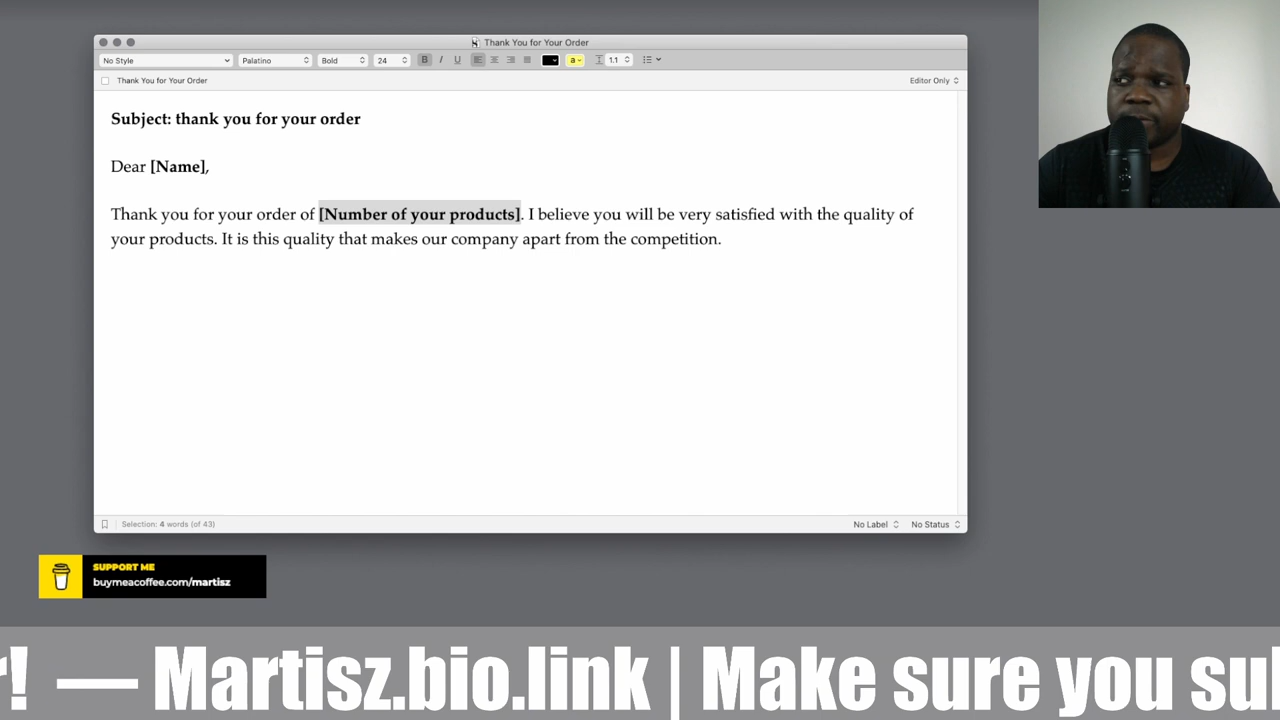 Thank You for Your Order
No Style Palatino Bold 24 B I U a 1.1
Thank You for Your Order Editor Only
Subject: thank you for your order
Dear [Name],
Thank you for your order of [Number of your products]. I believe you will be very satisfied with the quality of
your products. It is this quality that makes our company apart from the competition.
Selection: 4 words (of 43) No Label No Status
SUPPORT ME
buymeacoffee.com/martisz
r! — Martisz.bio.link | Make sure you su